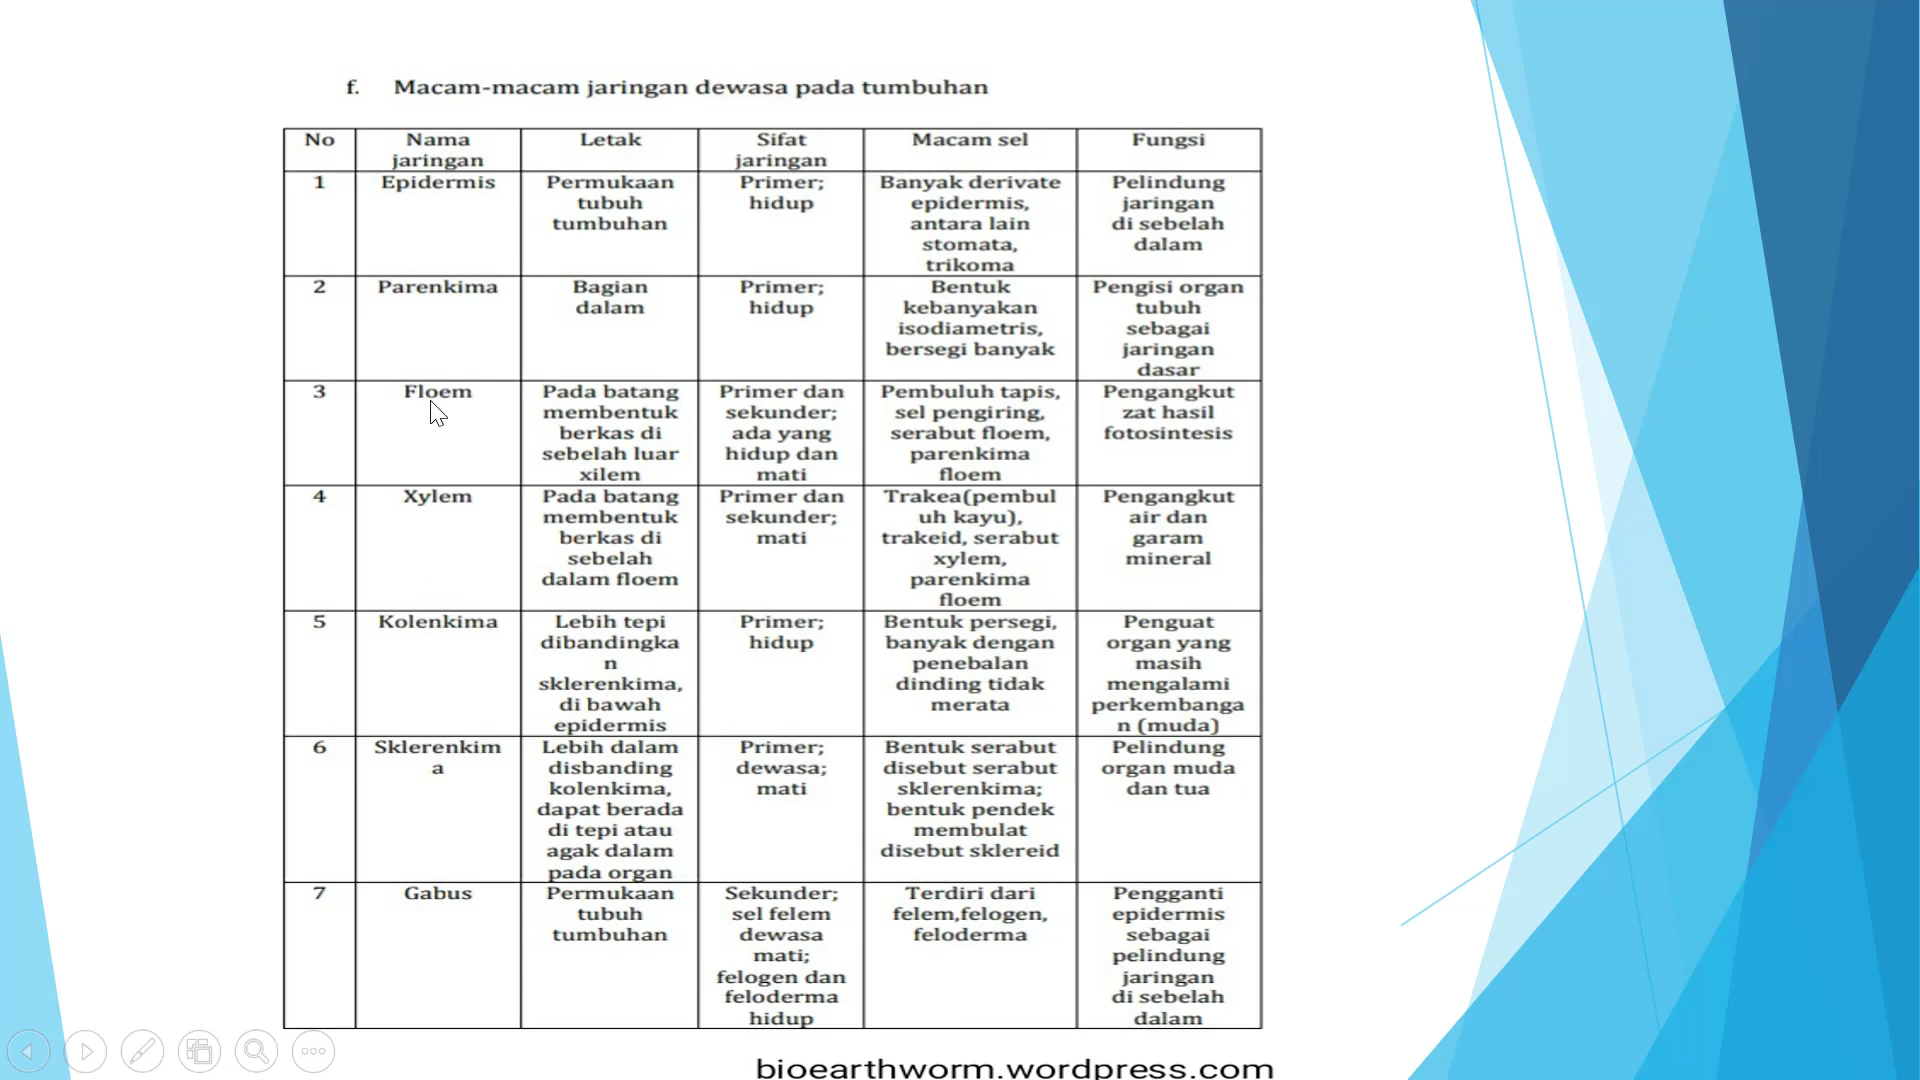 f. Macam-macam jaringan dewasa pada tumbuhan
No
Nama
jaringan
Letak
Sifat
jaringan
Macam sel
Fungsi
1
Epidermis
Permukaan
tubuh
tumbuhan
Primer;
hidup
Banyak derivate
epidermis,
antara lain
stomata,
trikoma
Pelindung
jaringan
di sebelah
dalam
2
Parenkima
Bagian
dalam
Primer;
hidup
Bentuk
kebanyakan
isodiametris,
bersegi banyak
Pengisi organ
tubuh
sebagai
jaringan
dasar
3
Floem
Pada batang
membentuk
berkas di
sebelah luar
xilem
Primer dan
sekunder;
ada yang
hidup dan
mati
Pembuluh tapis,
sel pengiring,
serabut floem,
parenkima
floem
Pengangkut
zat hasil
fotosintesis
4
Xylem
Pada batang
membentuk
berkas di
sebelah
dalam floem
Primer dan
sekunder;
mati
Trakea(pembul
uh kayu),
trakeid, serabut
xylem,
parenkima
floem
Pengangkut
air dan
garam
mineral
5
Kolenkima
Lebih tepi
dibandingka
n
sklerenkima,
di bawah
epidermis
Primer;
hidup
Bentuk persegi,
banyak dengan
penebalan
dinding tidak
merata
Penguat
organ yang
masih
mengalami
perkembanga
n (muda)
6
Sklerenkim
a
Lebih dalam
disbanding
kolenkima,
dapat berada
di tepi atau
agak dalam
pada organ
Primer;
dewasa;
mati
Bentuk serabut
disebut serabut
sklerenkima;
bentuk pendek
membulat
disebut sklereid
Pelindung
organ muda
dan tua
7
Gabus
Permukaan
tubuh
tumbuhan
Sekunder;
sel felem
dewasa
mati;
felogen dan
feloderma
hidup
Terdiri dari
felem,felogen,
feloderma
Pengganti
epidermis
sebagai
pelindung
jaringan
di sebelah
dalam
bioearthworm.wordpress.com